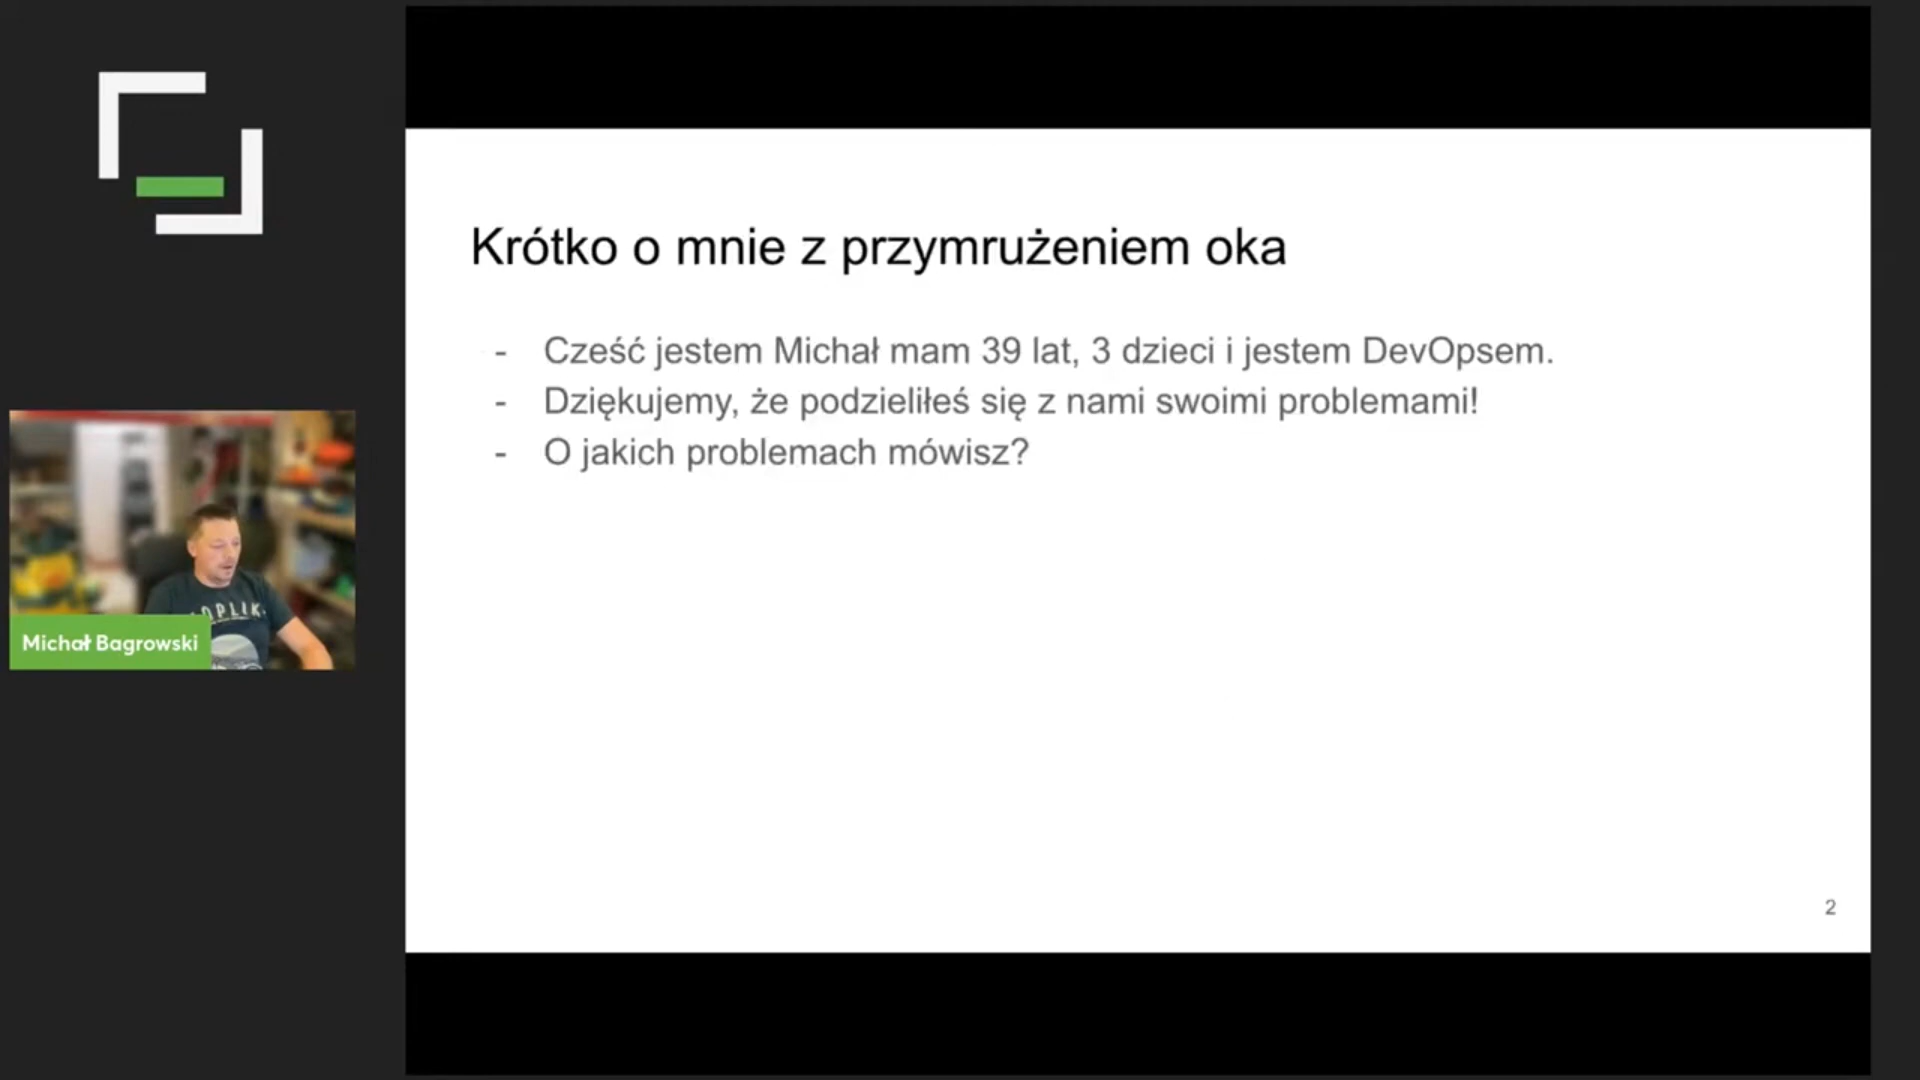 Krótko o mnie z przymrużeniem oka
- Cześć jestem Michał mam 39 lat, 3 dzieci i jestem DevOpsem.
- Dziękujemy, że podzieliłeś się z nami swoimi problemami!
- O jakich problemach mówisz?
Michał Bagrowski
2